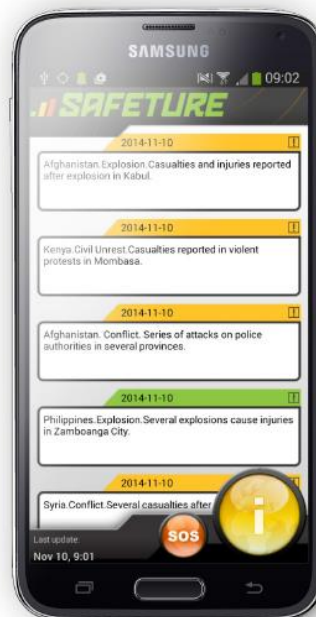 SAMSUNG
09:02
SAFETURE
2014-11-10
Afghanistan.Explosion.Casualties and injuries reported
after explosion in Kabul.
2014-11-10
Kenya.Civil Unrest.Casualties reported in violent
protests in Mombasa.
2014-11-10
Afghanistan. Conflict. Series of attacks on police
authorities in several provinces.
2014-11-10
Philippines.Explosion.Several explosions cause injuries
in Zamboanga City.
2014-11-10
Syria.Conflict.Several casualties after
SOS
i
Last update:
Nov 10, 9:01